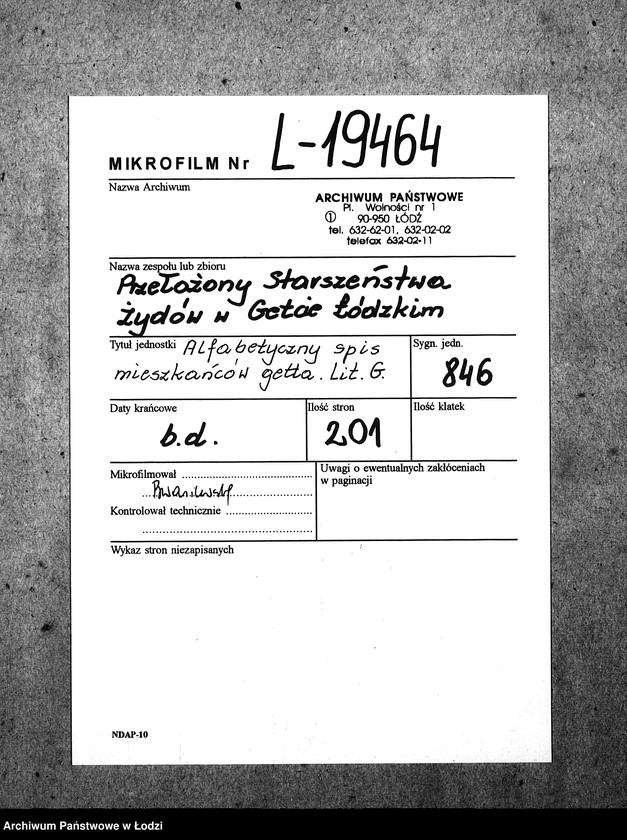 MIKROFILM Nr L-19464
Nazwa Archiwum
ARCHIWUM PAŃSTWOWE
Pl. Wolności nr 1
① 90-950 ŁÓDŹ
tel. 632-62-01, 632-02-02
telefax 632-02-11
Nazwa zespołu lub zbioru
Przełożony Starszeństwa
Żydów w Getcie Łódzkim
Tytuł jednostki Alfabetyczny spis
mieszkańców getta. Lit. G.
Sygn. jedn.
846
Daty krańcowe
b.d.
Ilość stron
201
Ilość klatek
Mikrofilmował
Kontrolował technicznie
Uwagi o ewentualnych zakłóceniach
w paginacji
Wykaz stron niezapisanych
NDAP-10
Archiwum Państwowe w Łodzi